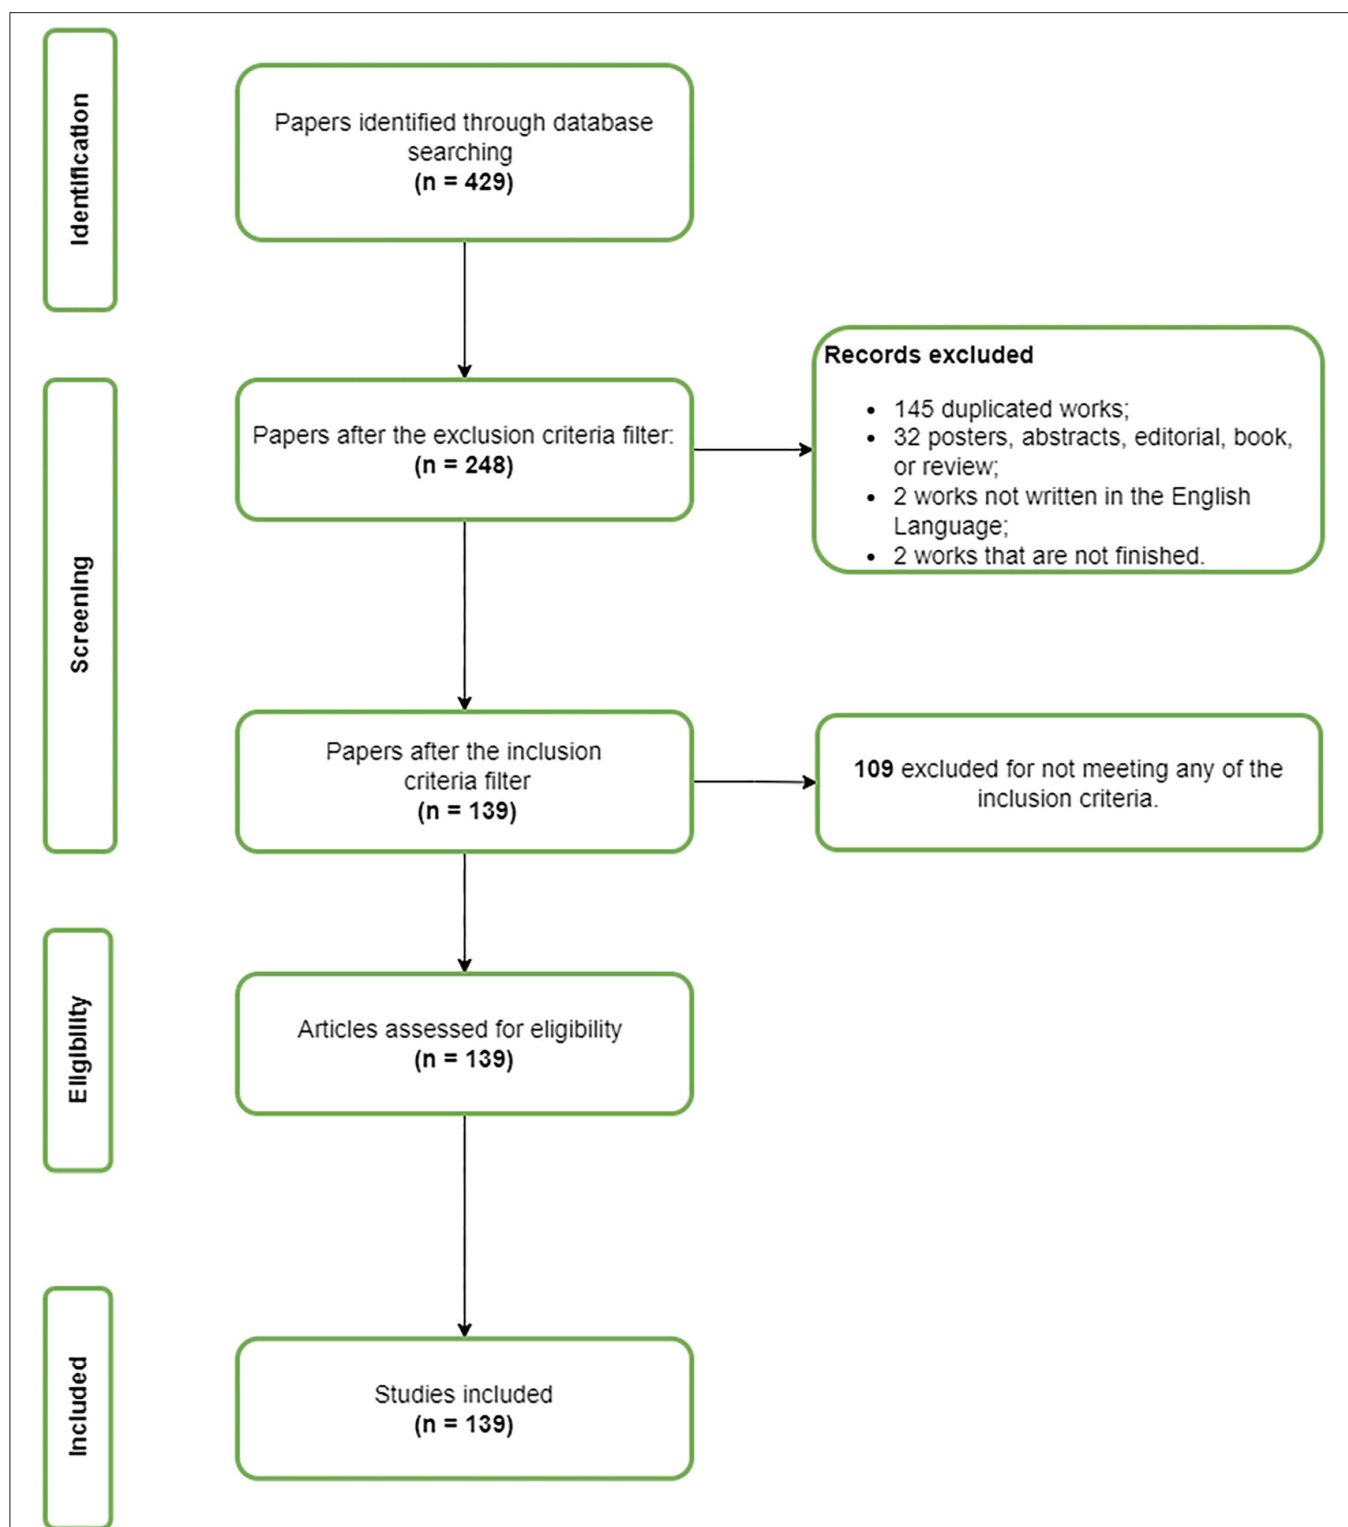 Identification
Papers identified through database
searching
(n = 429)
Screening
Papers after the exclusion criteria filter:
(n = 248)
Records excluded
• 145 duplicated works;
• 32 posters, abstracts, editorial, book,
or review;
• 2 works not written in the English
Language;
• 2 works that are not finished.
Papers after the inclusion
criteria filter
(n = 139)
109 excluded for not meeting any of the
inclusion criteria.
Eligibility
Articles assessed for eligibility
(n = 139)
Included
Studies included
(n = 139)